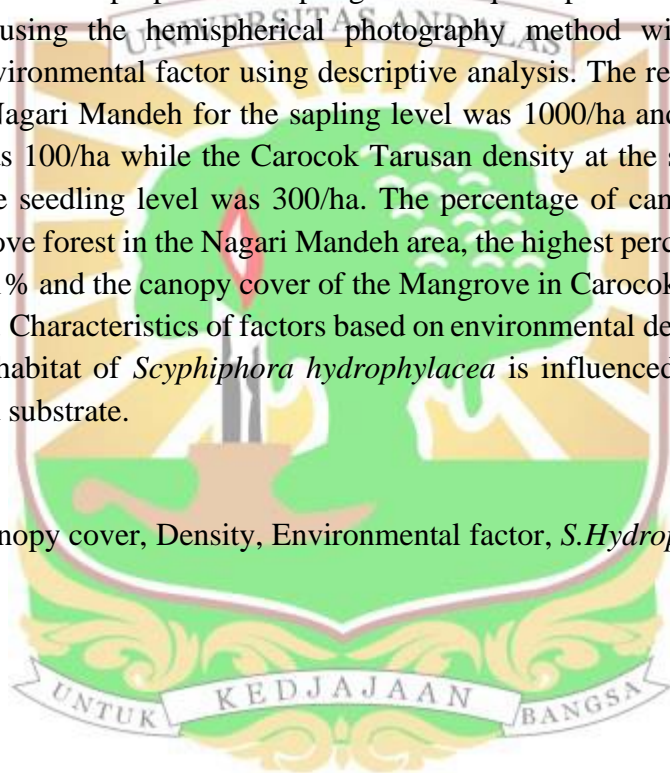 using the hemispherical photography method wi
UNIVERSITAS ANDALAS
vironmental factor using descriptive analysis. The re
Nagari Mandeh for the sapling level was 1000/ha and
as 100/ha while the Carocok Tarusan density at the s
e seedling level was 300/ha. The percentage of can
ove forest in the Nagari Mandeh area, the highest perc
1% and the canopy cover of the Mangrove in Carocok
. Characteristics of factors based on environmental de
habitat of Scyphiphora hydrophylacea is influenced
substrate.
nopy cover, Density, Environmental factor, S.Hydrop
UNTUK KEDJAJAAN BANGSA